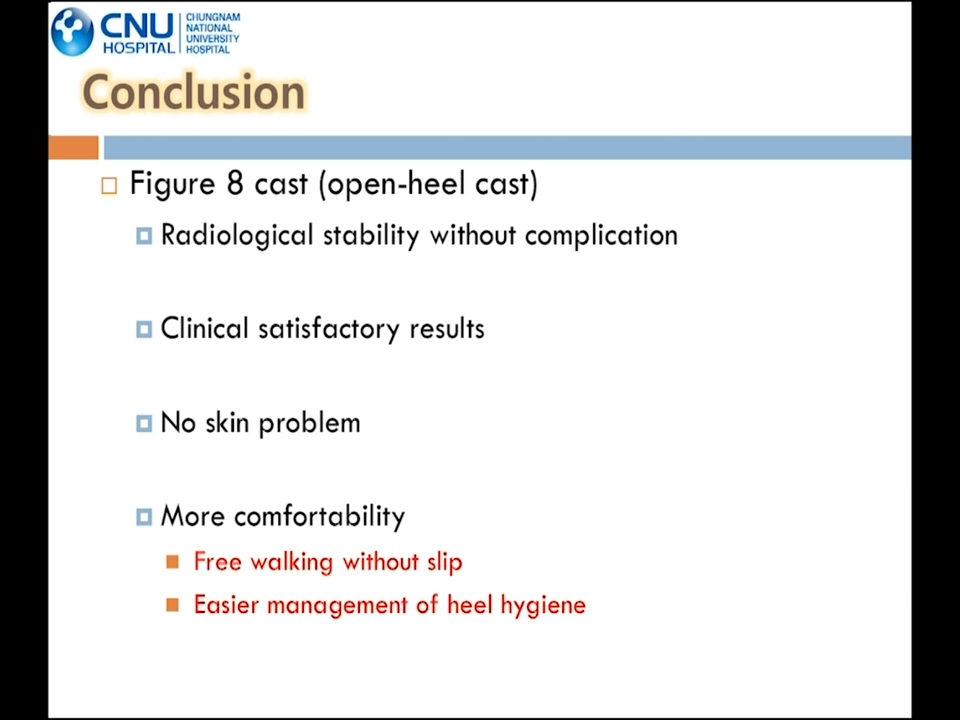 CNU
HOSPITAL
CHUNGNAM
NATIONAL
UNIVERSITY
HOSPITAL
Conclusion
Figure 8 cast (open-heel cast)
Radiological stability without complication
Clinical satisfactory results
No skin problem
More comfortability
Free walking without slip
Easier management of heel hygiene